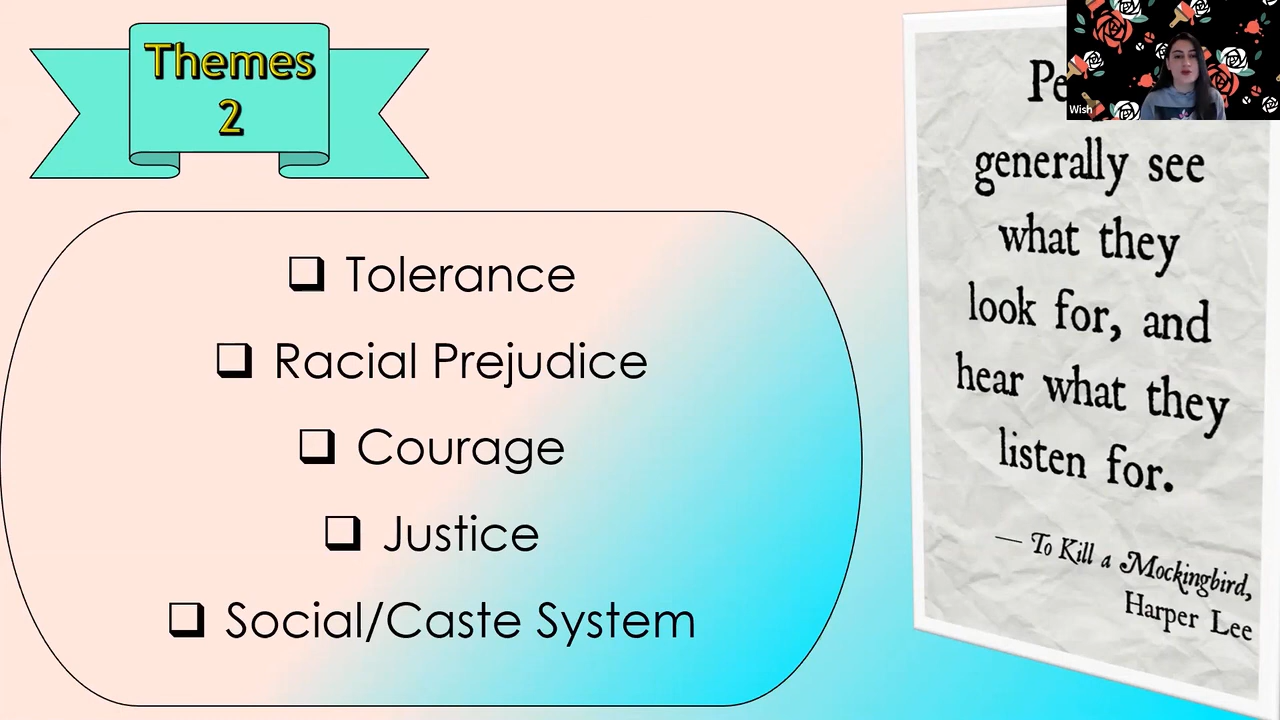 Themes
2
Tolerance
Racial Prejudice
Courage
Justice
Social/Caste System
Wish
generally see
what they
look for, and
hear what they
listen for.
— To Kill a Mockingbird,
Harper Lee